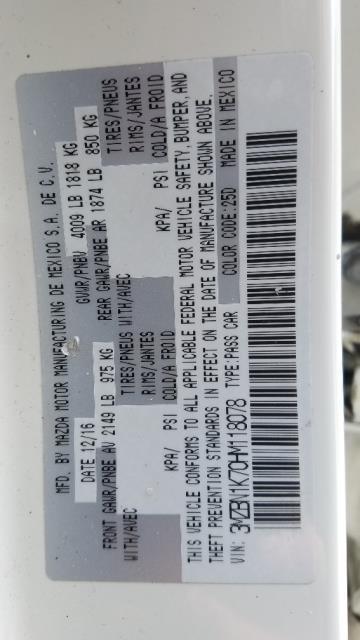 MFD. BY MAZDA MOTOR MANUFACTURING DE MEXICO S.A. DE C.V.
DATE 12/16 GVWR/PNBV 4009 LB 1818 KG
FRONT GAWR/PNBE AV 2149 LB 975 KG REAR GAWR/PNBE AR 1874 LB 850 KG
WITH/AVEC TIRES/PNEUS WITH/AVEC TIRES/PNEUS
RIMS/JANTES RIMS/JANTES
KPA/ PSI COLD/A FROID KPA/ PSI COLD/A FROID
THIS VEHICLE CONFORMS TO ALL APPLICABLE FEDERAL MOTOR VEHICLE SAFETY, BUMPER, AND
THEFT PREVENTION STANDARDS IN EFFECT ON THE DATE OF MANUFACTURE SHOWN ABOVE.
VIN: 3MZBN1K70HM118078 TYPE:PASS CAR COLOR CODE:25D MADE IN MEXICO